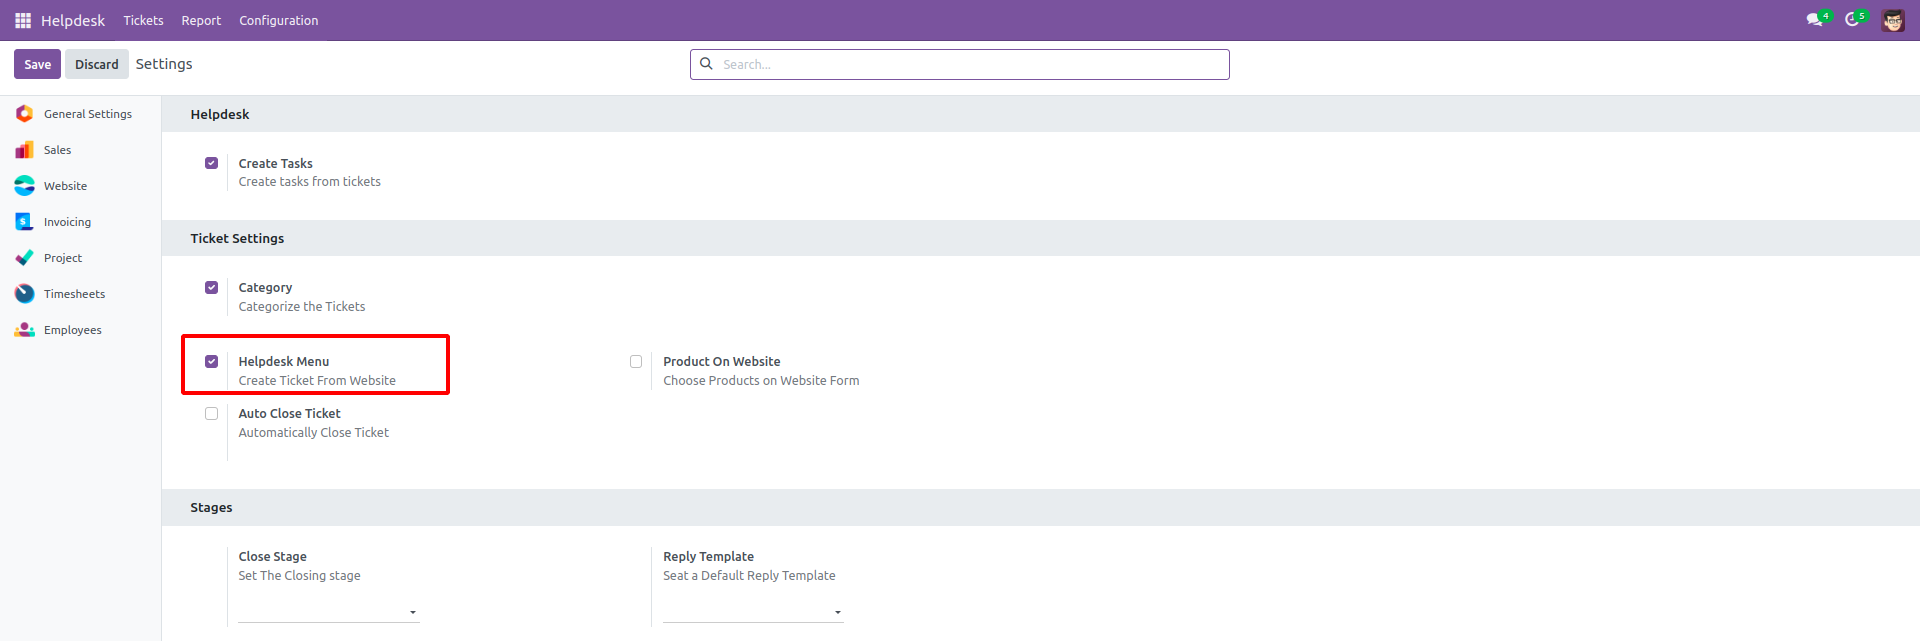 Helpdesk Tickets Report Configuration 4 5
Save Discard Settings Search...
General Settings
Sales
Website
Invoicing
Project
Timesheets
Employees
Helpdesk
Create Tasks
Create tasks from tickets
Ticket Settings
Category
Categorize the Tickets
Helpdesk Menu
Create Ticket From Website
Product On Website
Choose Products on Website Form
Auto Close Ticket
Automatically Close Ticket
Stages
Close Stage
Set The Closing stage
Reply Template
Seat a Default Reply Template